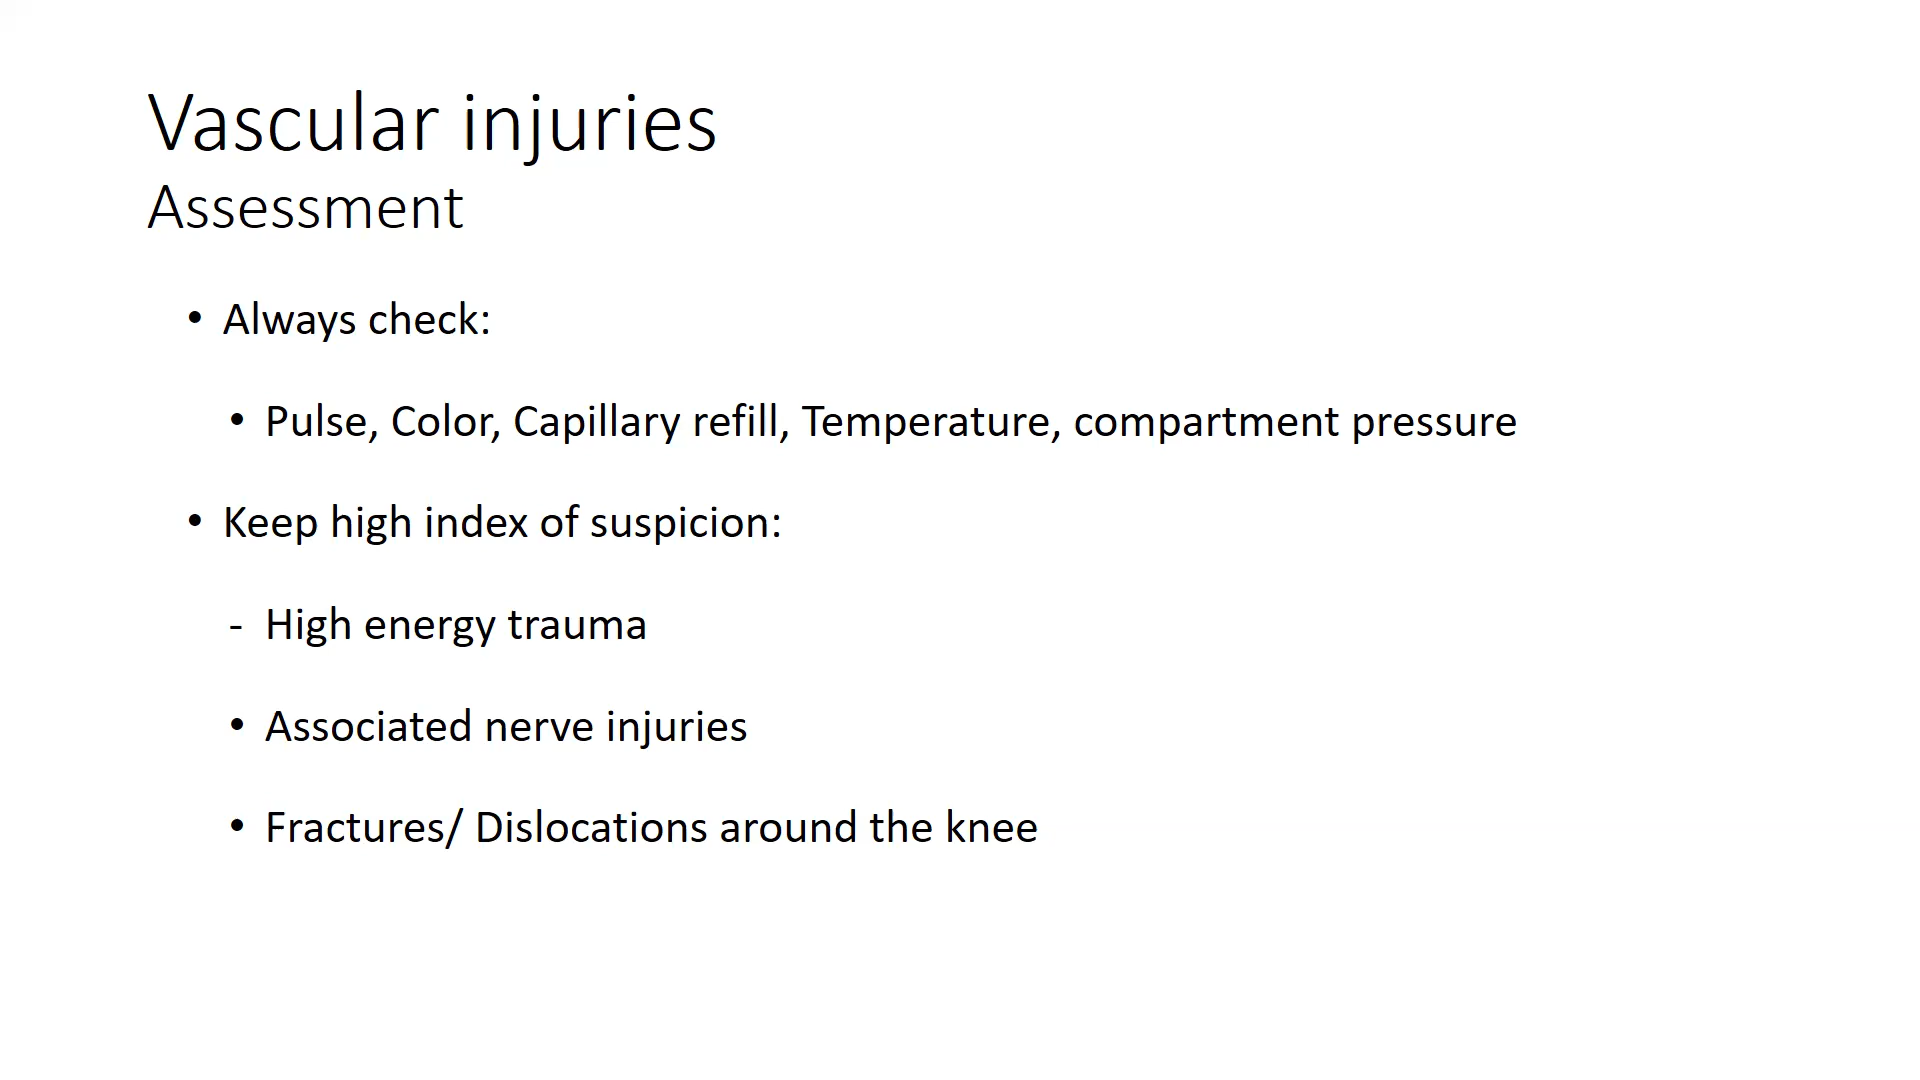 Vascular injuries
Assessment
• Always check:
• Pulse, Color, Capillary refill, Temperature, compartment pressure
• Keep high index of suspicion:
- High energy trauma
• Associated nerve injuries
• Fractures/ Dislocations around the knee